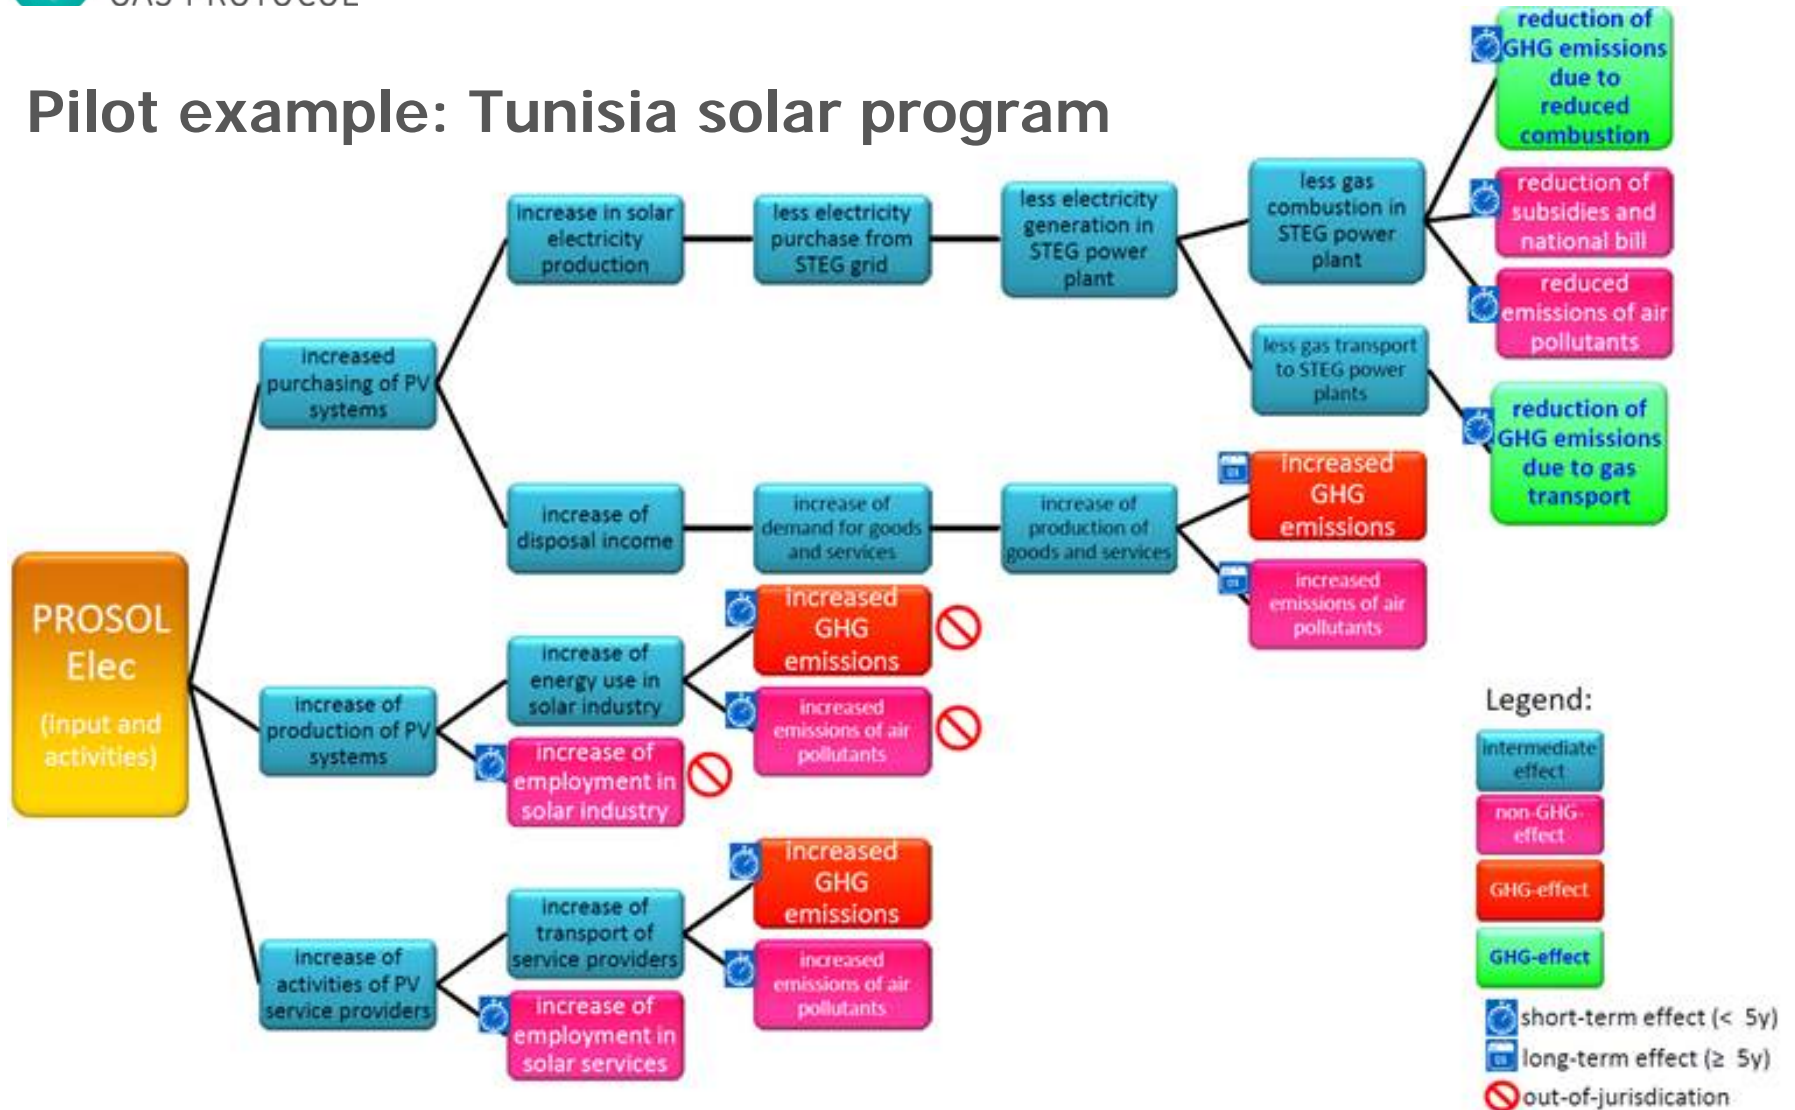 GAS PROTOCOL
Pilot example: Tunisia solar program
PROSOL
Elec
(input and
activities)
increased
purchasing of PV
systems
increase in solar
electricity
production
less electricity
purchase from
STEG grid
less electricity
generation in
STEG power
plant
less gas
combustion in
STEG power
plant
reduction of
GHG emissions
due to
reduced
combustion
reduction of
subsidies and
national bill
reduced
emissions of air
pollutants
less gas transport
to STEG power
plants
reduction of
GHG emissions
due to gas
transport
increase of
disposal income
increase of
demand for goods
and services
increase of
production of
goods and services
increased
GHG
emissions
increased
emissions of air
pollutants
increase of
production of PV
systems
increase of
energy use in
solar industry
increased
GHG
emissions
increased
emissions of air
pollutants
increase of
employment in
solar industry
increase of
activities of PV
service providers
increase of
transport of
service providers
increased
GHG
emissions
increased
emissions of air
pollutants
increase of
employment in
solar services
Legend:
intermediate
effect
non-GHG-
effect
GHG-effect
GHG-effect
short-term effect (< 5y)
long-term effect (≥ 5y)
out-of-jurisdication